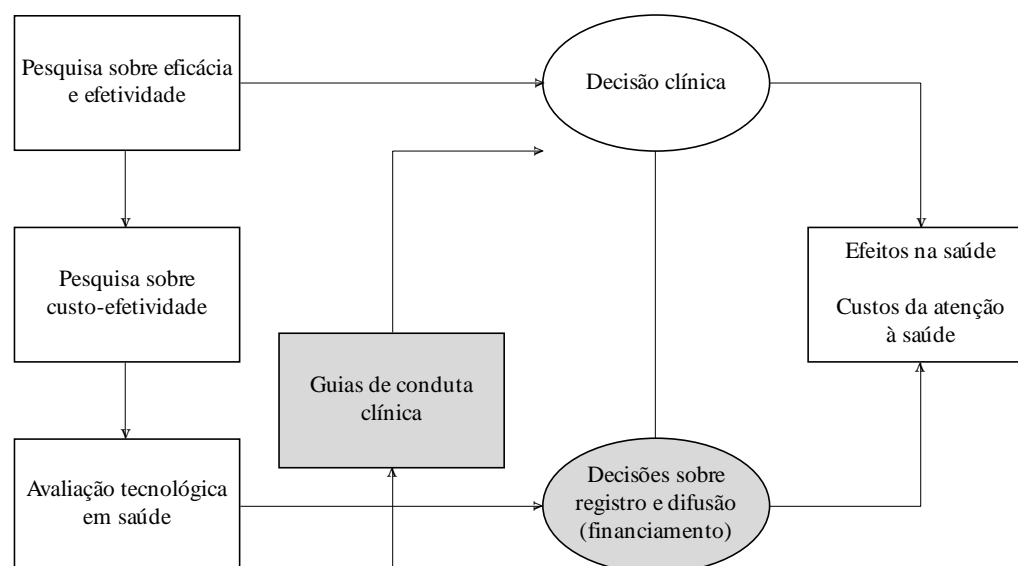 Pesquisa sobre eficácia
e efetividade
Decisão clínica
Pesquisa sobre
custo-efetividade
Efeitos na saúde
Custos da atenção
à saúde
Guias de conduta
clínica
Avaliação tecnológica
em saúde
Decisões sobre
registro e difusão
(financiamento)